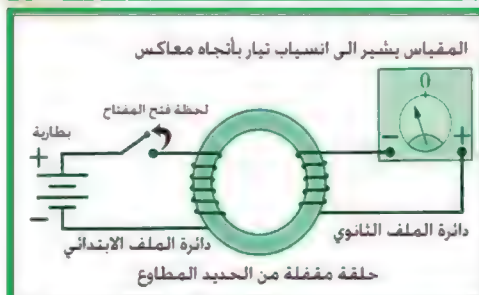 المقياس يشير الى انسياب تيار بأتجاه معاكس
لحظة فتح المفتاح
بطارية
0
+
−
− +
دائرة الملف الثانوي
دائرة الملف الابتدائي
حلقة مقفلة من الحديد المطاوع